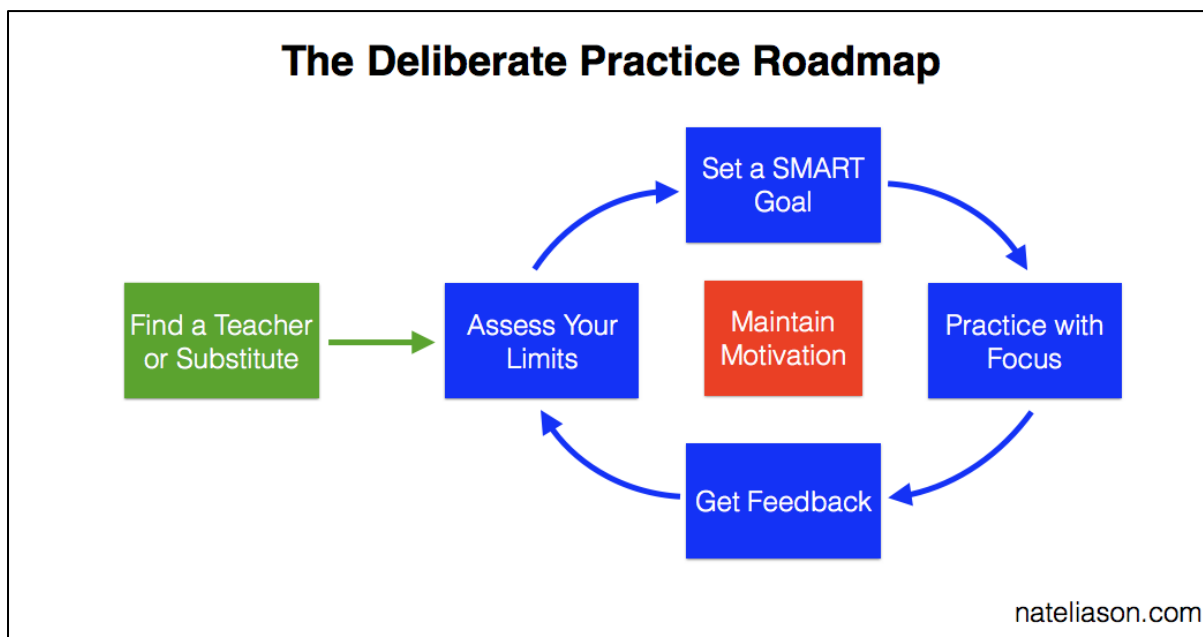 The Deliberate Practice Roadmap
Find a Teacher
or Substitute
Assess Your
Limits
Set a SMART
Goal
Maintain
Motivation
Practice with
Focus
Get Feedback
nateliason.com